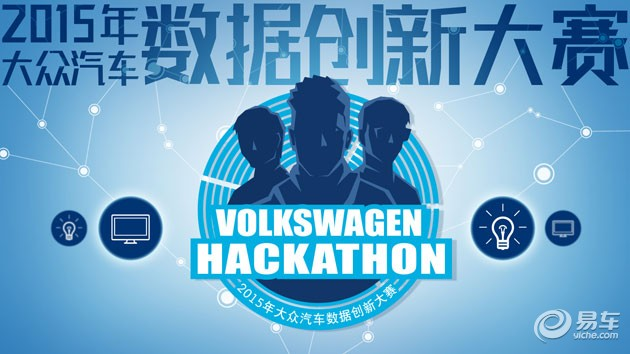 2015年
大众汽车
数据创新大赛
VOLKSWAGEN
HACKATHON
2015年大众汽车数据创新大赛
易车
yiche.com